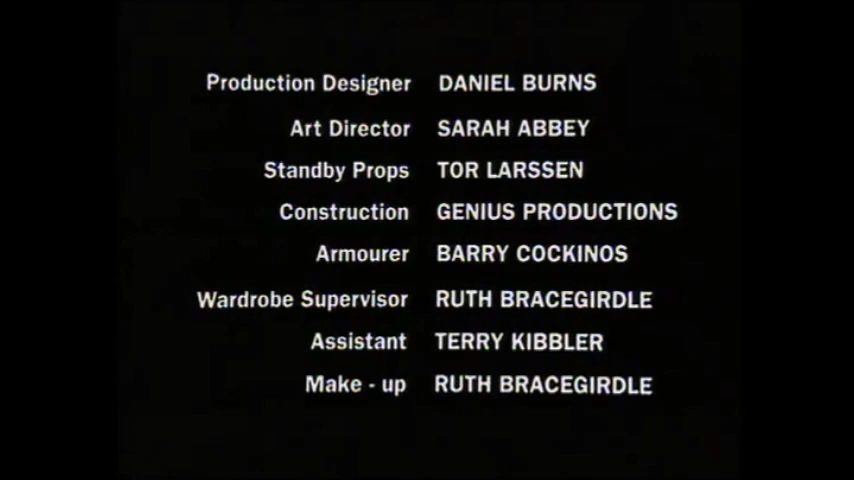 Production Designer DANIEL BURNS
Art Director SARAH ABBEY
Standby Props TOR LARSSEN
Construction GENIUS PRODUCTIONS
Armourer BARRY COCKINOS
Wardrobe Supervisor RUTH BRACEGIRDLE
Assistant TERRY KIBBLER
Make - up RUTH BRACEGIRDLE